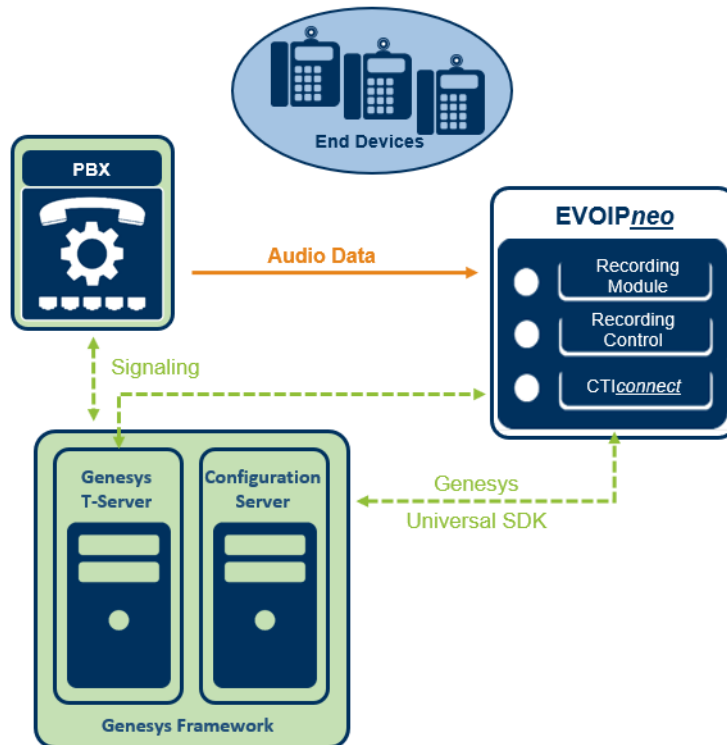 End Devices
PBX
EVOIPneo
Audio Data
Recording
Module
Recording
Control
CTIconnect
Signaling
Genesys
T-Server
Configuration
Server
Genesys
Universal SDK
Genesys Framework